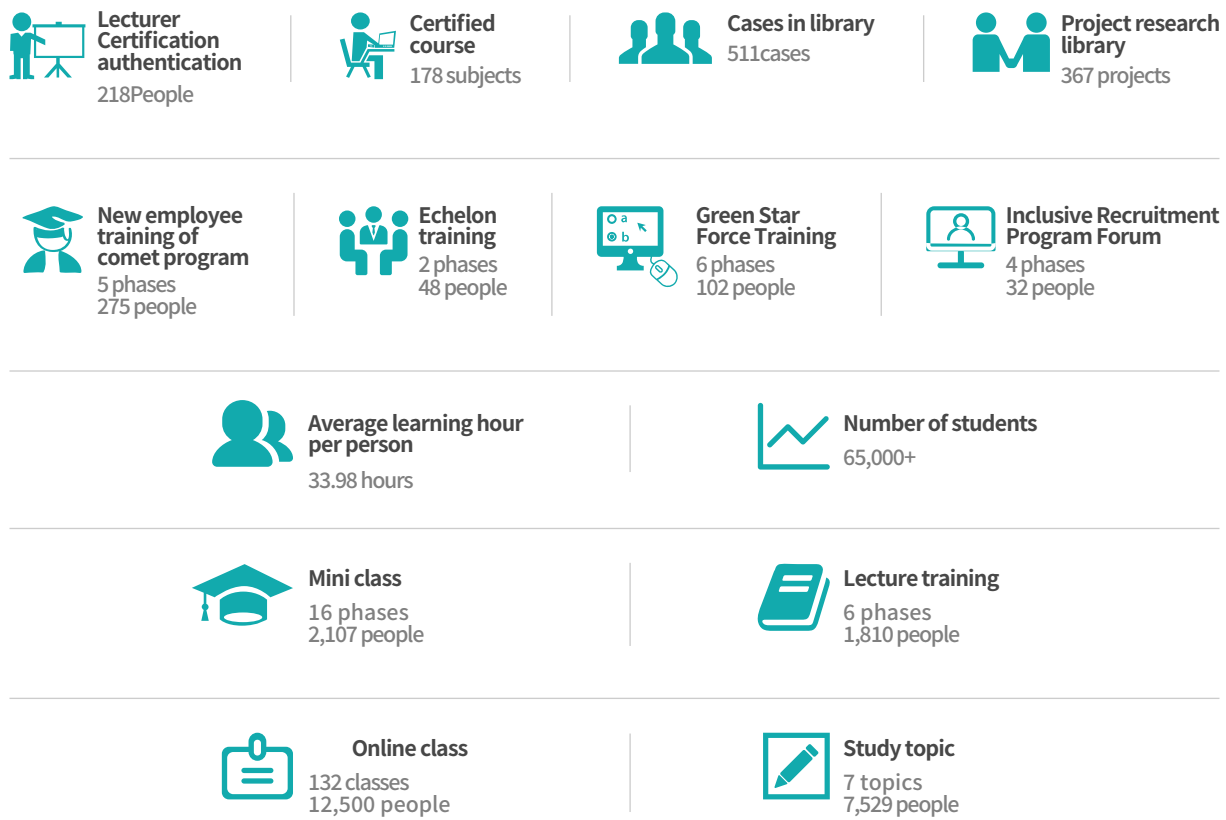 Lecturer
Certification
authentication
218People
Certified
course
178 subjects
Cases in library
511cases
Project research
library
367 projects
New employee
training of
comet program
5 phases
275 people
Echelon
training
2 phases
48 people
a
b
Green Star
Force Training
6 phases
102 people
Inclusive Recruitment
Program Forum
4 phases
32 people
Average learning hour
per person
33.98 hours
Number of students
65,000+
Mini class
16 phases
2,107 people
Lecture training
6 phases
1,810 people
Online class
132 classes
12,500 people
Study topic
7 topics
7,529 people